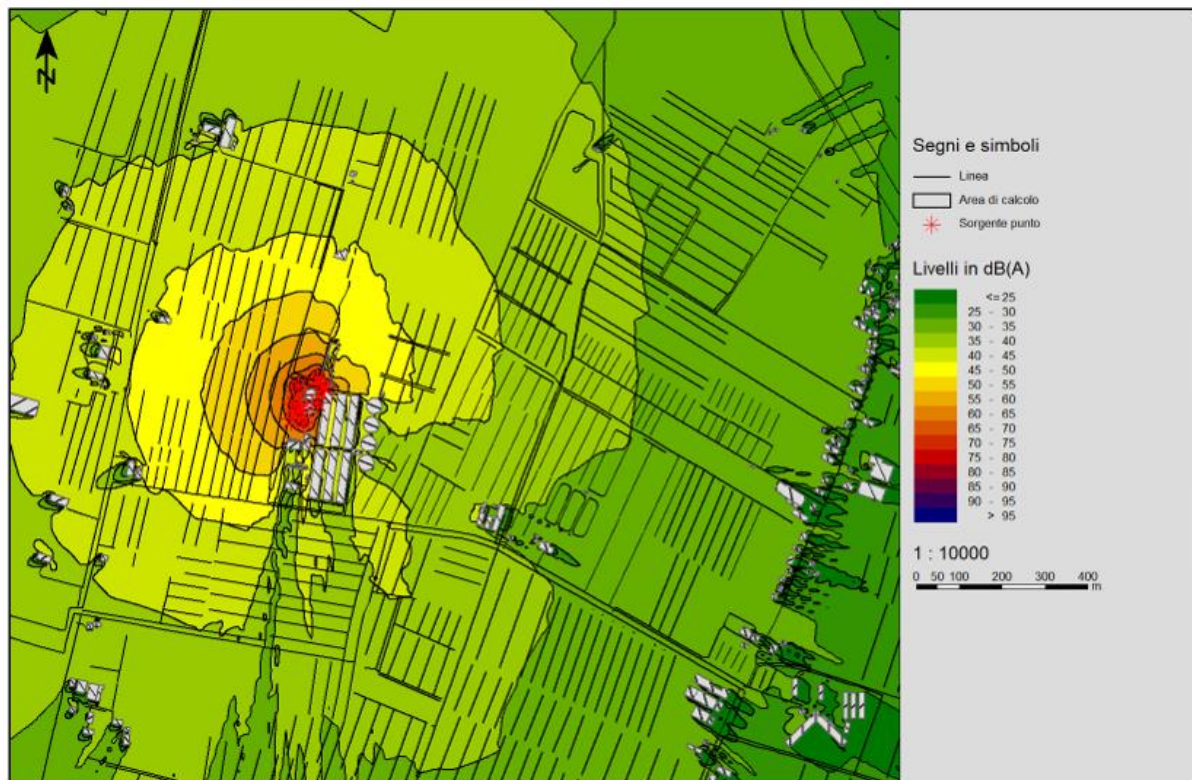 N
Segni e simboli
Linea
Area di calcolo
Sorgente punto
Livelli in dB(A)
<= 25
25 - 30
30 - 35
35 - 40
40 - 45
45 - 50
50 - 55
55 - 60
60 - 65
65 - 70
70 - 75
75 - 80
80 - 85
85 - 90
90 - 95
> 95
1 : 10000
0 50 100 200 300 400
m